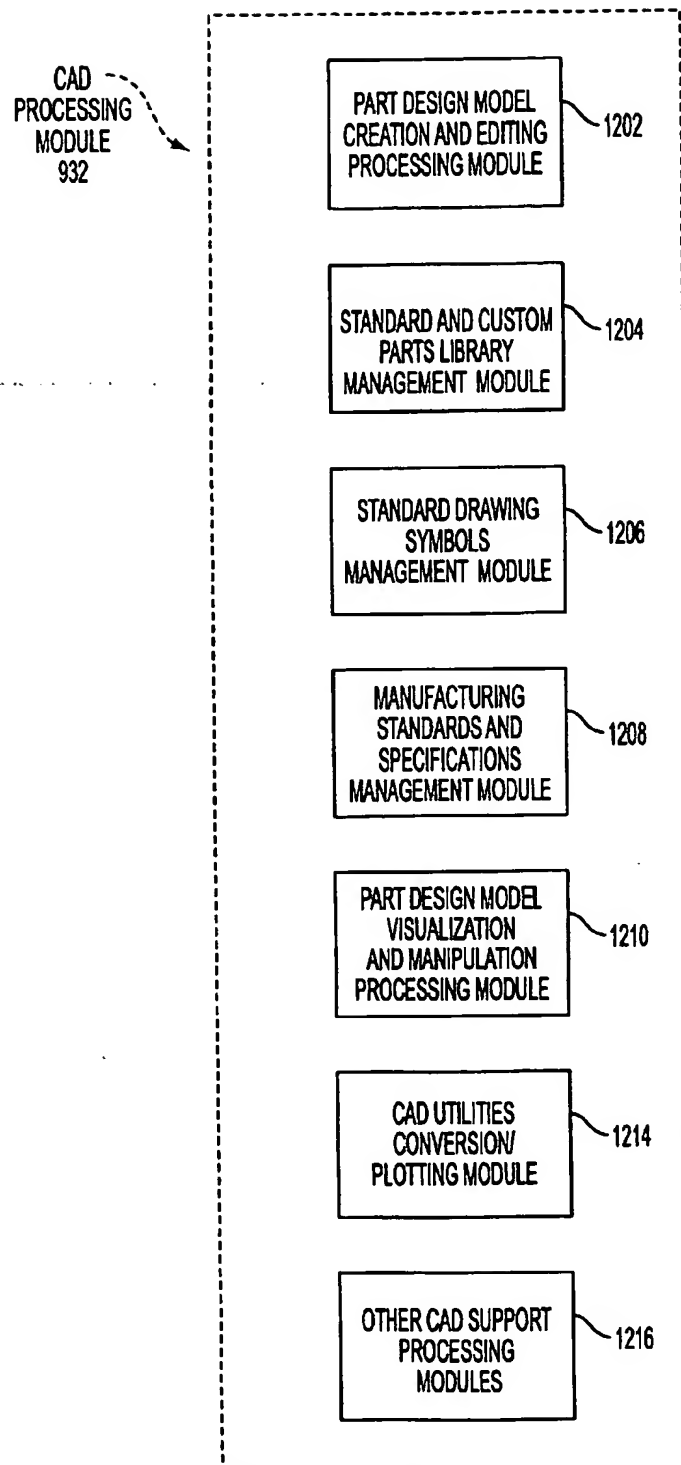 CAD
PROCESSING
MODULE
932
PART DESIGN MODEL
CREATION AND EDITING
PROCESSING MODULE
1202
STANDARD AND CUSTOM
PARTS LIBRARY
MANAGEMENT MODULE
1204
STANDARD DRAWING
SYMBOLS
MANAGEMENT MODULE
1206
MANUFACTURING
STANDARDS AND
SPECIFICATIONS
MANAGEMENT MODULE
1208
PART DESIGN MODEL
VISUALIZATION
AND MANIPULATION
PROCESSING MODULE
1210
CAD UTILITIES
CONVERSION/
PLOTTING MODULE
1214
OTHER CAD SUPPORT
PROCESSING
MODULES
1216